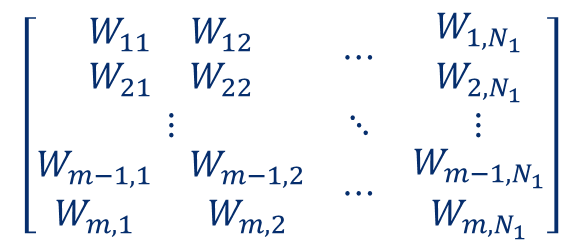 W₁₁ W₁₂ … W₁,N₁
W₂₁ W₂₂ W₂,N₁
⋮ ⋱ ⋮
Wₘ₋₁,₁ Wₘ₋₁,₂ … Wₘ₋₁,N₁
Wₘ,₁ Wₘ,₂ Wₘ,N₁